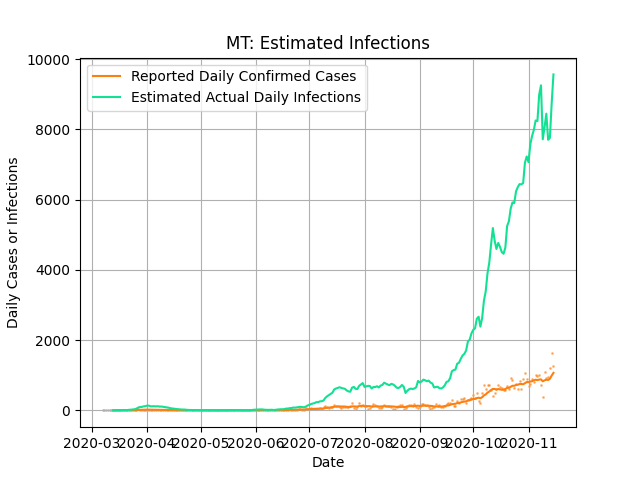 MT: Estimated Infections
Reported Daily Confirmed Cases
Estimated Actual Daily Infections
Daily Cases or Infections
10000
8000
6000
4000
2000
0
2020-03 2020-04 2020-05 2020-06 2020-07 2020-08 2020-09 2020-10 2020-11
Date